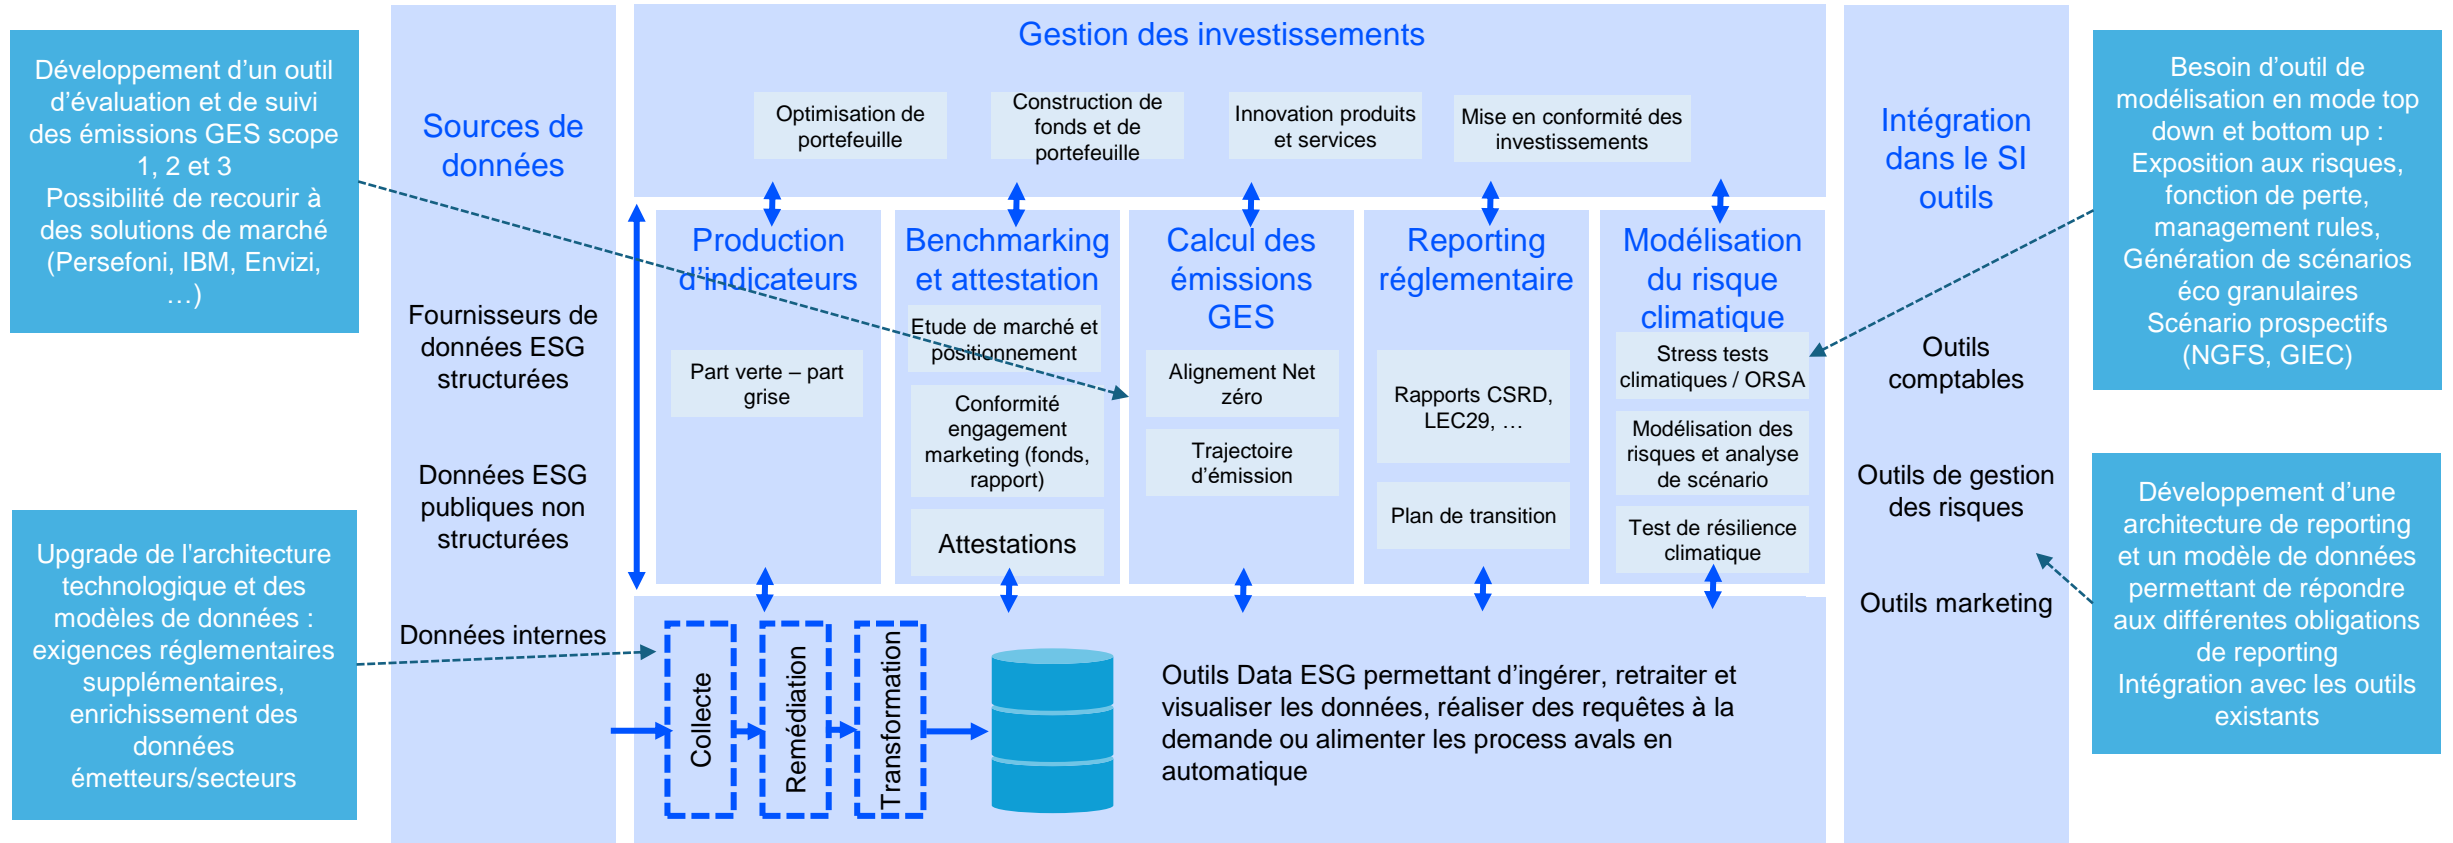 Développement d’un outil
d’évaluation et de suivi
des émissions GES scope
1, 2 et 3
Possibilité de recourir à
des solutions de marché
(Persefoni, IBM, Envizi,
…)
Upgrade de l'architecture
technologique et des
modèles de données :
exigences réglementaires
supplémentaires,
enrichissement des
données
émetteurs/secteurs
Sources de
données
Fournisseurs de
données ESG
structurées
Données ESG
publiques non
structurées
Données internes
Gestion des investissements
Optimisation de
portefeuille
Construction de
fonds et de
portefeuille
Innovation produits
et services
Mise en conformité des
investissements
Production
d’indicateurs
Part verte – part
grise
Benchmarking
et attestation
Etude de marché et
positionnement
Conformité
engagement
marketing (fonds,
rapport)
Attestations
Calcul des
émissions
GES
Alignement Net
zéro
Trajectoire
d’émission
Reporting
réglementaire
Rapports CSRD,
LEC29, …
Plan de transition
Modélisation
du risque
climatique
Stress tests
climatiques / ORSA
Modélisation des
risques et analyse
de scénario
Test de résilience
climatique
Collecte
Remédiation
Transformation
Outils Data ESG permettant d’ingérer, retraiter et
visualiser les données, réaliser des requêtes à la
demande ou alimenter les process avals en
automatique
Intégration
dans le SI
outils
Outils
comptables
Outils de gestion
des risques
Outils marketing
Besoin d’outil de
modélisation en mode top
down et bottom up :
Exposition aux risques,
fonction de perte,
management rules,
Génération de scénarios
éco granulaires
Scénario prospectifs
(NGFS, GIEC)
Développement d’une
architecture de reporting
et un modèle de données
permettant de répondre
aux différentes obligations
de reporting
Intégration avec les outils
existants